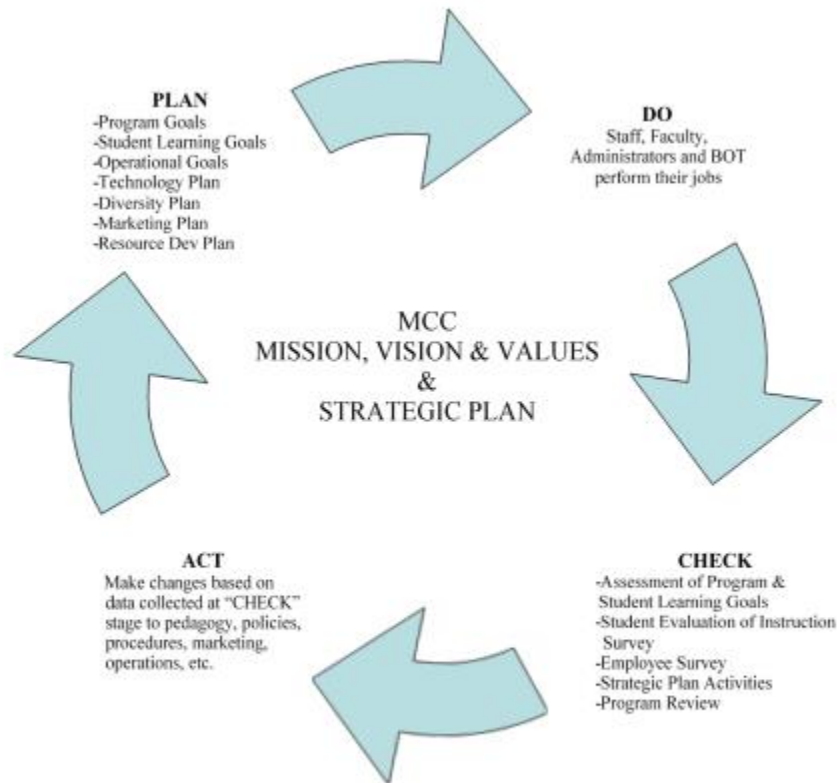 PLAN
-Program Goals
-Student Learning Goals
-Operational Goals
-Technology Plan
-Diversity Plan
-Marketing Plan
-Resource Dev Plan
DO
Staff, Faculty,
Administrators and BOT
perform their jobs
MCC
MISSION, VISION & VALUES
&
STRATEGIC PLAN
ACT
Make changes based on
data collected at “CHECK”
stage to pedagogy, policies,
procedures, marketing,
operations, etc.
CHECK
-Assessment of Program &
Student Learning Goals
-Student Evaluation of Instruction
Survey
-Employee Survey
-Strategic Plan Activities
-Program Review